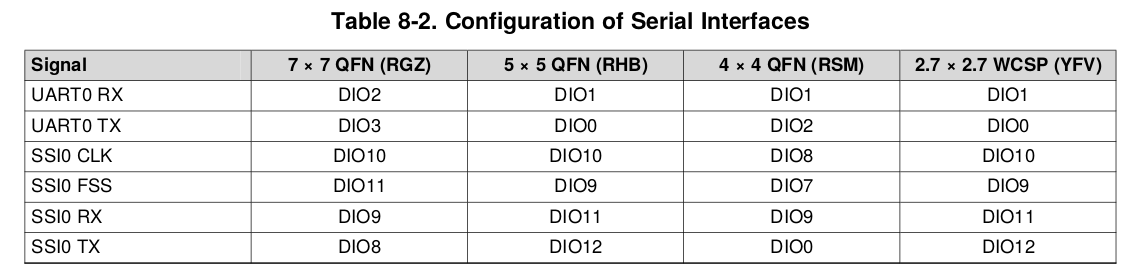 Table 8-2. Configuration of Serial Interfaces
Signal 7 × 7 QFN (RGZ) 5 × 5 QFN (RHB) 4 × 4 QFN (RSM) 2.7 × 2.7 WCSP (YFV)
UART0 RX DIO2 DIO1 DIO1 DIO1
UART0 TX DIO3 DIO0 DIO2 DIO0
SSI0 CLK DIO10 DIO10 DIO8 DIO10
SSI0 FSS DIO11 DIO9 DIO7 DIO9
SSI0 RX DIO9 DIO11 DIO9 DIO11
SSI0 TX DIO8 DIO12 DIO0 DIO12